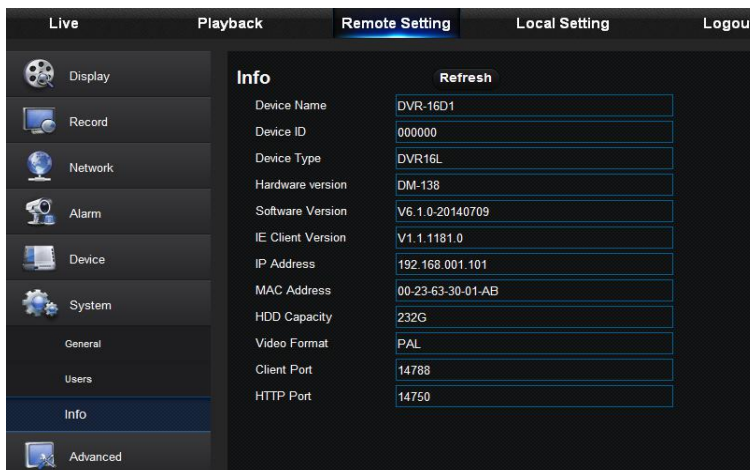 Live Playback Remote Setting Local Setting Logou
Display
Record
Network
Alarm
Device
System
General
Users
Info
Advanced
Info Refresh
Device Name DVR-16D1
Device ID 000000
Device Type DVR16L
Hardware version DM-138
Software Version V6.1.0-20140709
IE Client Version V1.1.1181.0
IP Address 192.168.001.101
MAC Address 00-23-63-30-01-AB
HDD Capacity 232G
Video Format PAL
Client Port 14788
HTTP Port 14750